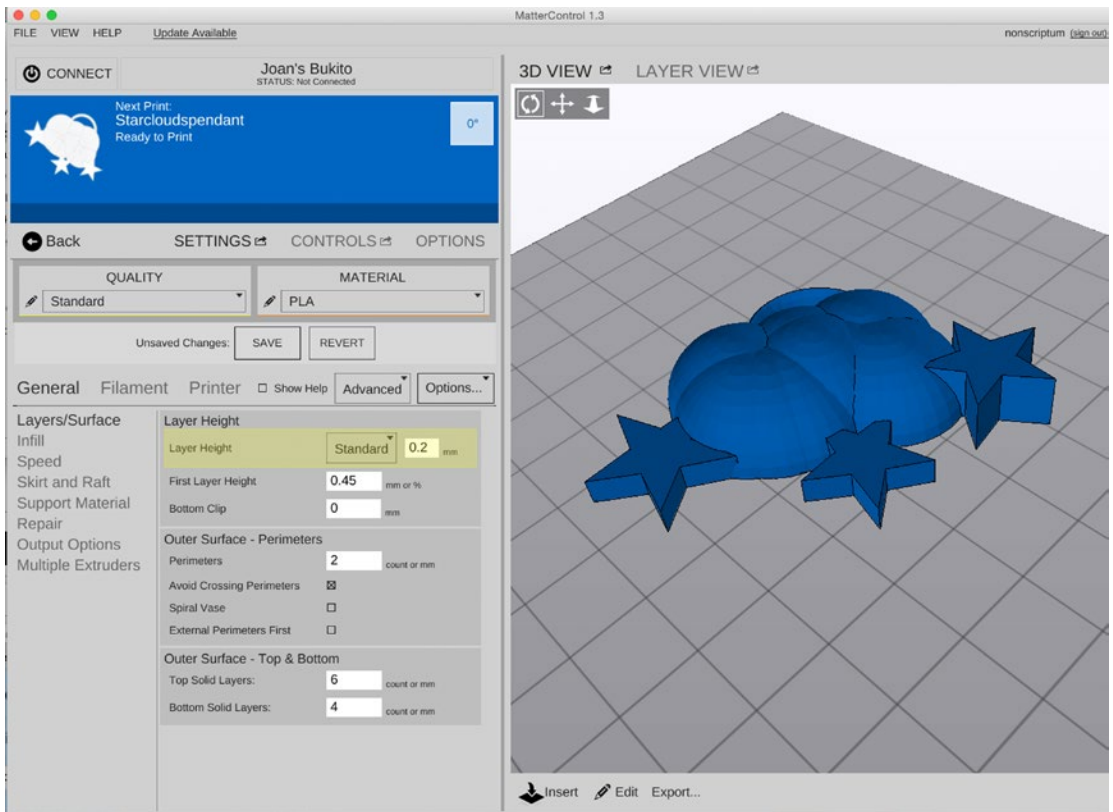 MatterControl 1.3
FILE VIEW HELP Update Available
nonscriptum (sign out)
CONNECT
Joan's Bukito
STATUS: Not Connected
Next Print:
Starcloudspendant
Ready to Print
0°
Back SETTINGS CONTROLS OPTIONS
QUALITY MATERIAL
Standard PLA
Unsaved Changes: SAVE REVERT
General Filament Printer Show Help Advanced Options...
Layers/Surface
Infill
Speed
Skirt and Raft
Support Material
Repair
Output Options
Multiple Extruders
Layer Height
Layer Height Standard 0.2 mm
First Layer Height 0.45 mm or %
Bottom Clip 0 mm
Outer Surface - Perimeters
Perimeters 2 count or mm
Avoid Crossing Perimeters
Spiral Vase
External Perimeters First
Outer Surface - Top & Bottom
Top Solid Layers: 6 count or mm
Bottom Solid Layers: 4 count or mm
3D VIEW LAYER VIEW
Insert Edit Export...